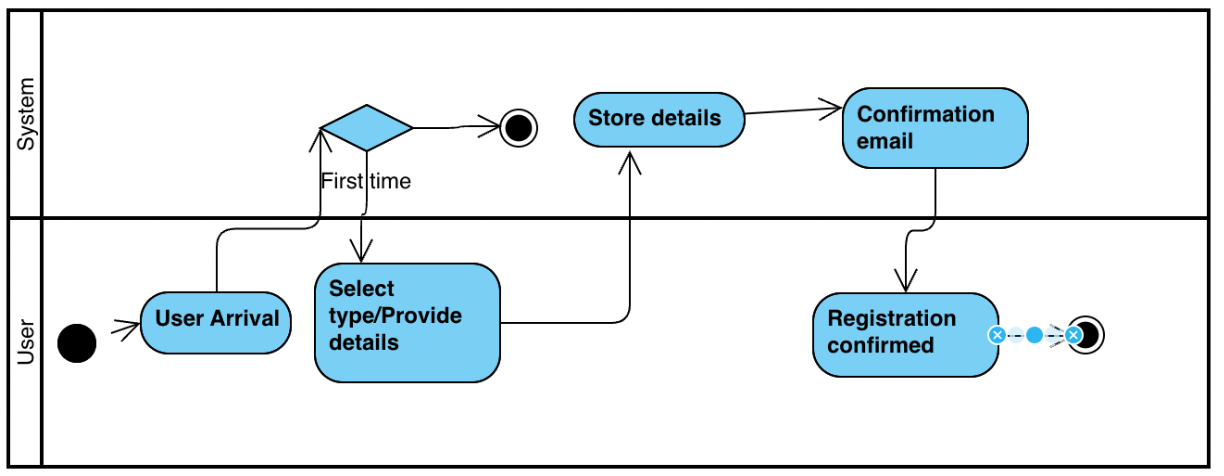 System
Store details
Confirmation
email
First time
User
User Arrival
Select
type/Provide
details
Registration
confirmed